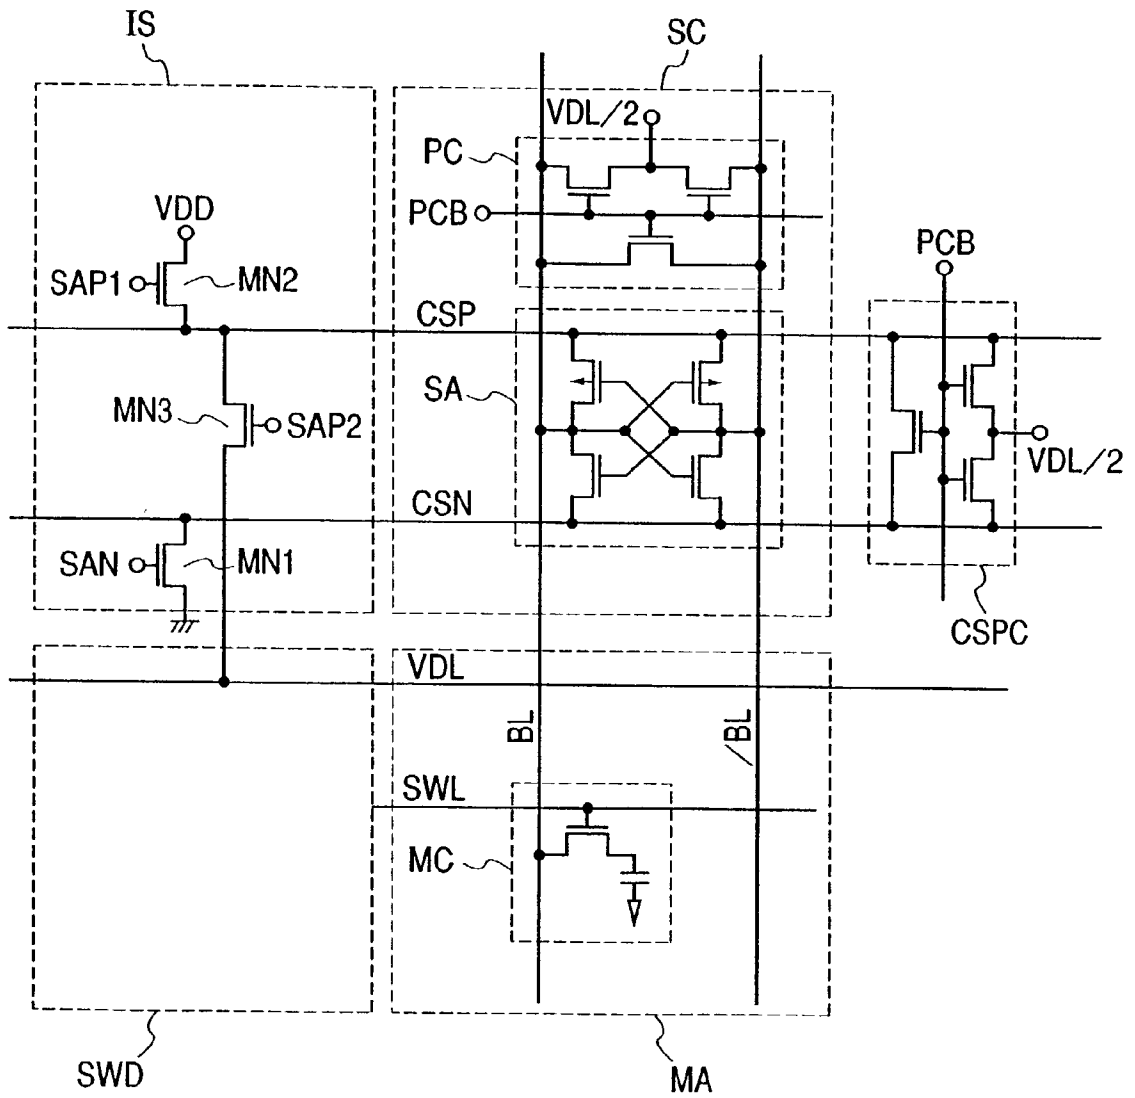 IS
SC
VDL/2
PC
PCB
VDD
SAP1
MN2
PCB
CSP
SA
MN3
SAP2
VDL/2
CSN
SAN
MN1
CSPC
VDL
BL
/BL
SWL
MC
SWD
MA